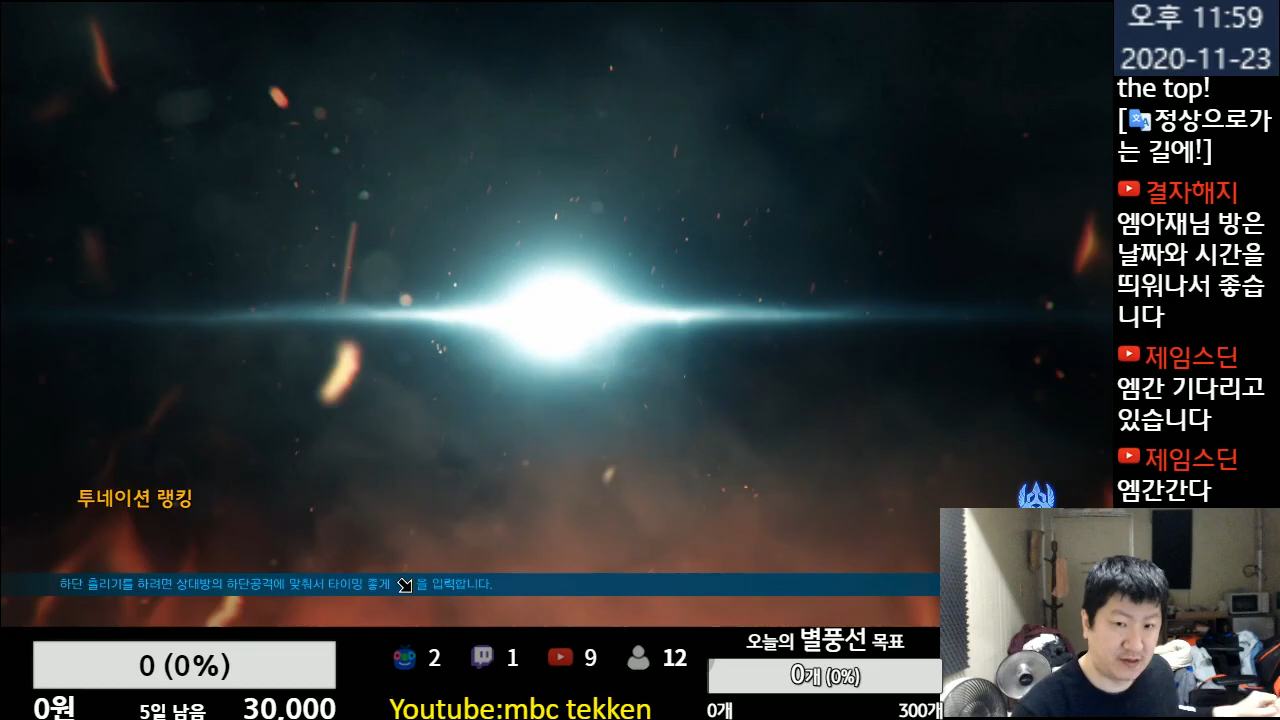 오후 11:59
2020-11-23
the top!
[정상으로가
는 길에!]
결자해지
엠아재님 방은
날짜와 시간을
띄워나서 좋습
니다
제임스딘
엠간 기다리고
있습니다
제임스딘
엠간간다
투네이션 랭킹
하단 흘리기를 하려면 상대방의 하단공격에 맞춰서 타이밍 좋게 을 입력합니다.
0 (0%)
0원
5일 남음
30,000
2
1
9
12
Youtube:mbc tekken
오늘의 별풍선 목표
0개 (0%)
0개
300개